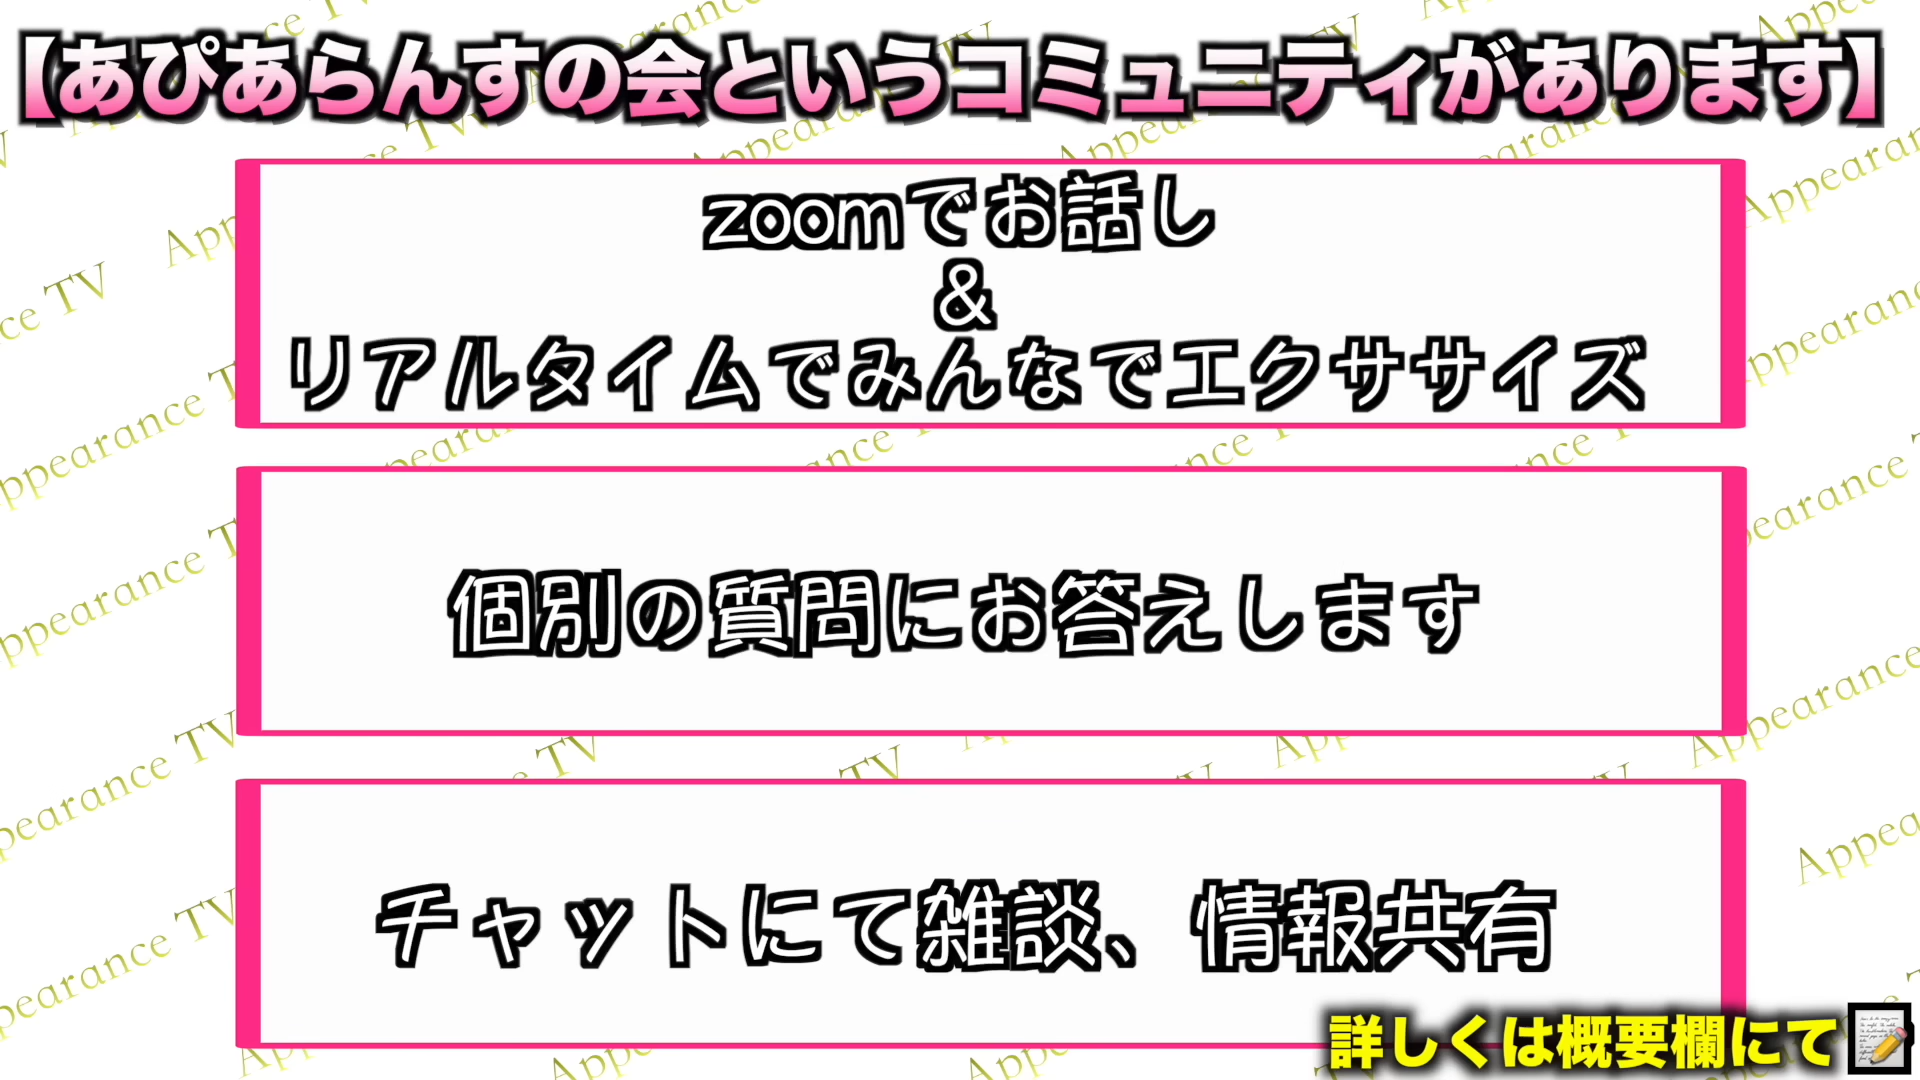 【あぴあらんすの会というコミュニティがあります】
zoomでお話し
&
リアルタイムでみんなでエクササイズ
個別の質問にお答えします
チャットにて雑談、情報共有
詳しくは概要欄にて
Appearance TV